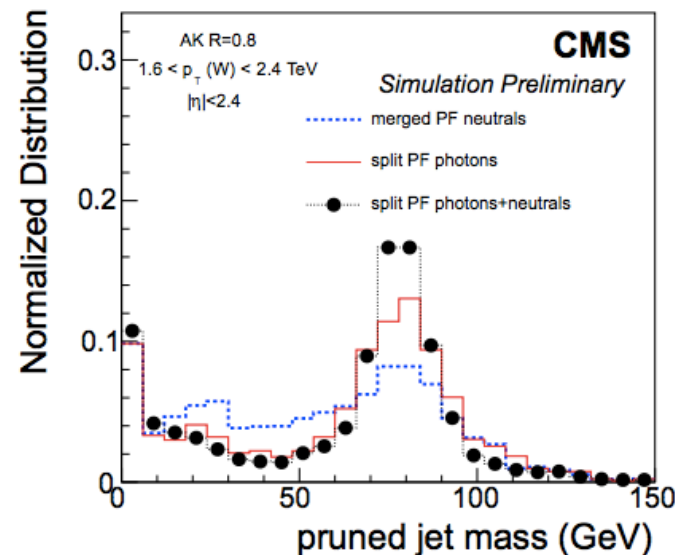 AK R=0.8
1.6 < p_T (W) < 2.4 TeV
|η|<2.4
CMS
Simulation Preliminary
merged PF neutrals
split PF photons
split PF photons+neutrals
Normalized Distribution
0.3
0.2
0.1
0
0
50
100
150
pruned jet mass (GeV)